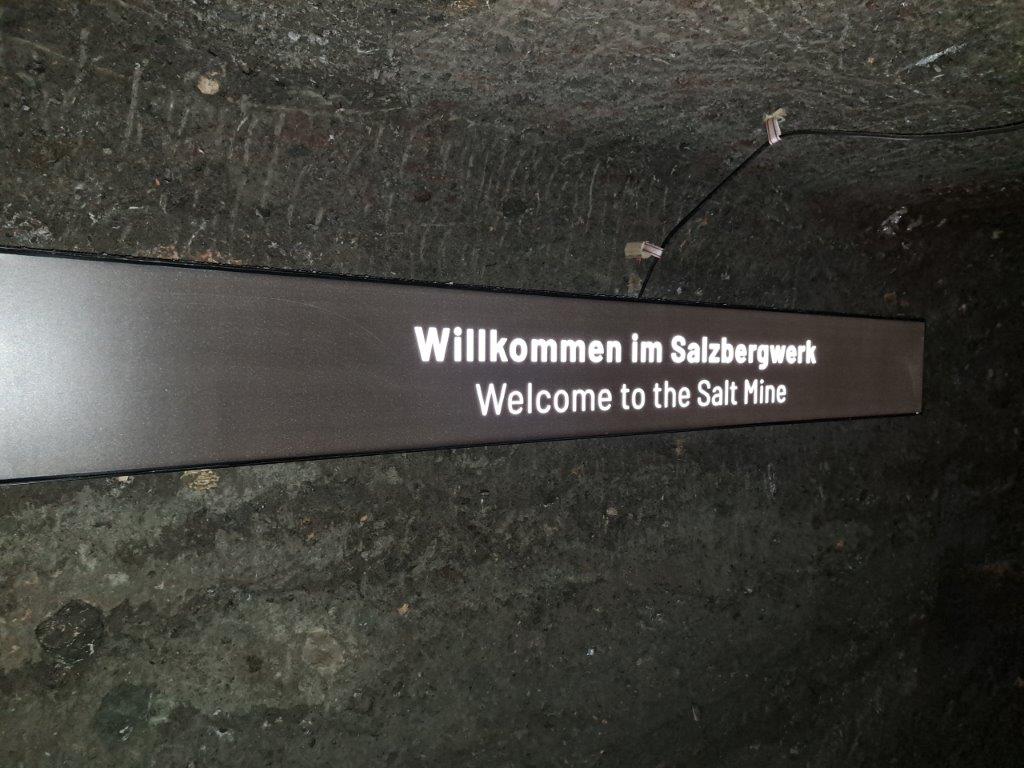 Willkommen im Salzbergwerk
Welcome to the Salt Mine